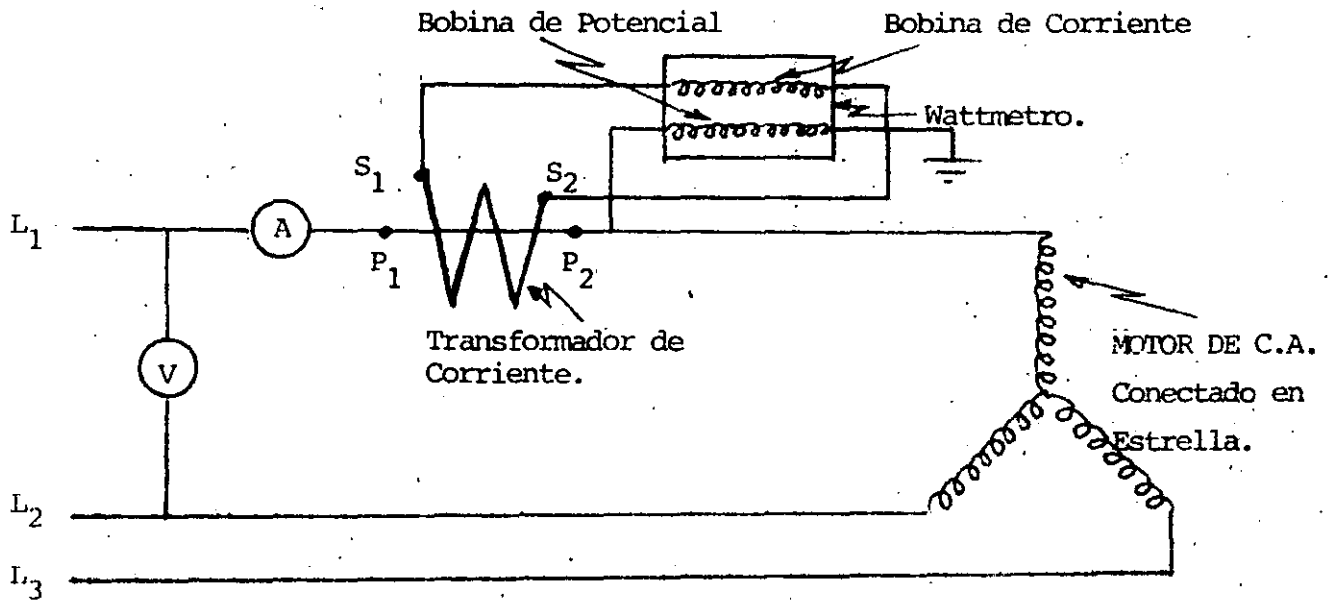 Bobina de Potencial
Bobina de Corriente
Wattmetro.
S1
S2
L1
A
P1
P2
Transformador de
Corriente.
V
MOTOR DE C.A.
Conectado en
Estrella.
L2
L3